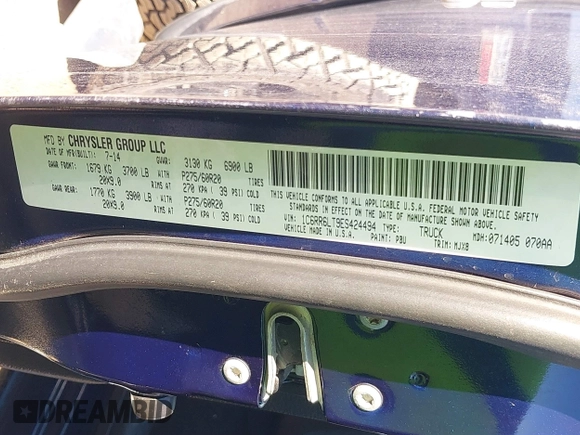 MFD BY CHRYSLER GROUP LLC
DATE OF MFR(BUILT): 7-14 GVWR: 3130 KG 6900 LB
GAWR FRONT: 1679 KG 3700 LB WITH P275/60R20 TIRES
20X9.0 RIMS AT 270 KPA ( 39 PSI) COLD
GAWR REAR: 1770 KG 3900 LB WITH P275/60R20 TIRES
20X9.0 RIMS AT 270 KPA ( 39 PSI) COLD
THIS VEHICLE CONFORMS TO ALL APPLICABLE U.S.A. FEDERAL MOTOR VEHICLE SAFETY
STANDARDS IN EFFECT ON THE DATE OF MANUFACTURE SHOWN ABOVE.
VIN: 1C6RR6LT9ES424494 TYPE: TRUCK MDH: 071405 070AA
VEHICLE MADE IN U.S.A. PAINT: PBU TRIM: MJX8
DREAMBID